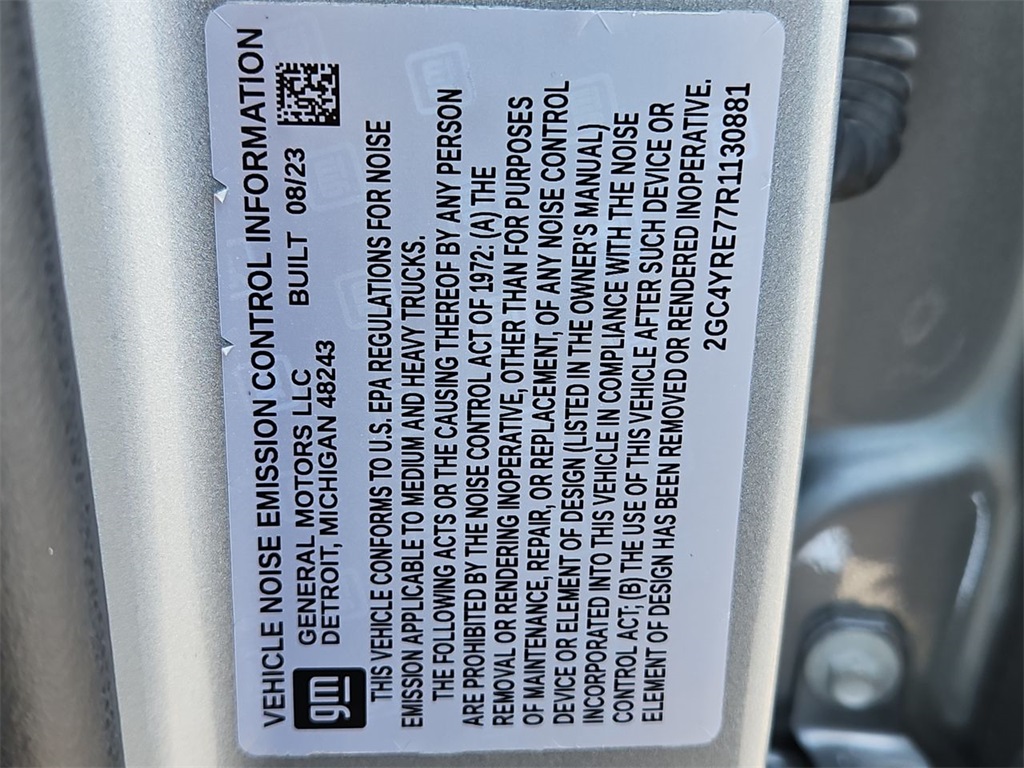 VEHICLE NOISE EMISSION CONTROL INFORMATION
gm
GENERAL MOTORS LLC BUILT 08/23
DETROIT, MICHIGAN 48243
THIS VEHICLE CONFORMS TO U.S. EPA REGULATIONS FOR NOISE
EMISSION APPLICABLE TO MEDIUM AND HEAVY TRUCKS.
THE FOLLOWING ACTS OR THE CAUSING THEREOF BY ANY PERSON
ARE PROHIBITED BY THE NOISE CONTROL ACT OF 1972: (A) THE
REMOVAL OR RENDERING INOPERATIVE, OTHER THAN FOR PURPOSES
OF MAINTENANCE, REPAIR, OR REPLACEMENT, OF ANY NOISE CONTROL
DEVICE OR ELEMENT OF DESIGN (LISTED IN THE OWNER'S MANUAL)
INCORPORATED INTO THIS VEHICLE IN COMPLIANCE WITH THE NOISE
CONTROL ACT; (B) THE USE OF THIS VEHICLE AFTER SUCH DEVICE OR
ELEMENT OF DESIGN HAS BEEN REMOVED OR RENDERED INOPERATIVE.
2GC4YRE77R1130881